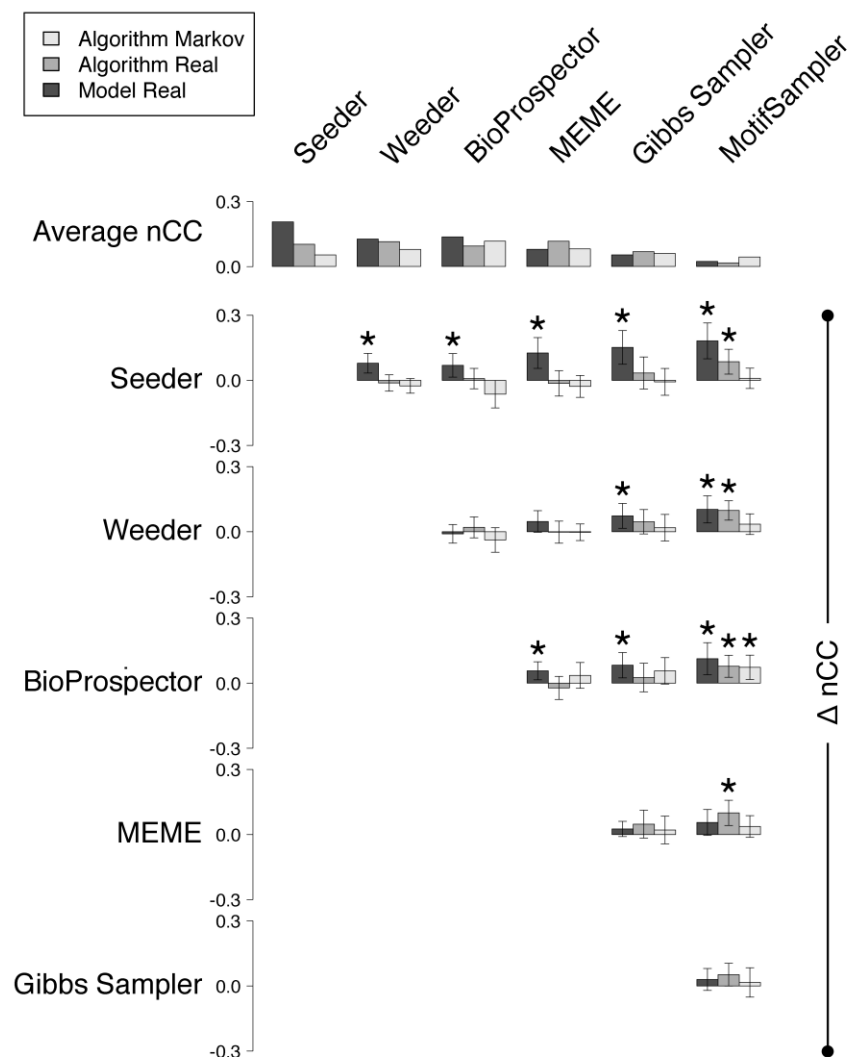 Algorithm Markov
Algorithm Real
Model Real
Seeder
Weeder
BioProspector
MEME
Gibbs Sampler
MotifSampler
Average nCC
0.3
0.0
Seeder
0.3
0.0
-0.3
* * * * * *
Weeder
0.3
0.0
-0.3
* * *
BioProspector
0.3
0.0
-0.3
* * * * *
MEME
0.3
0.0
-0.3
*
Gibbs Sampler
0.3
0.0
-0.3
Δ nCC